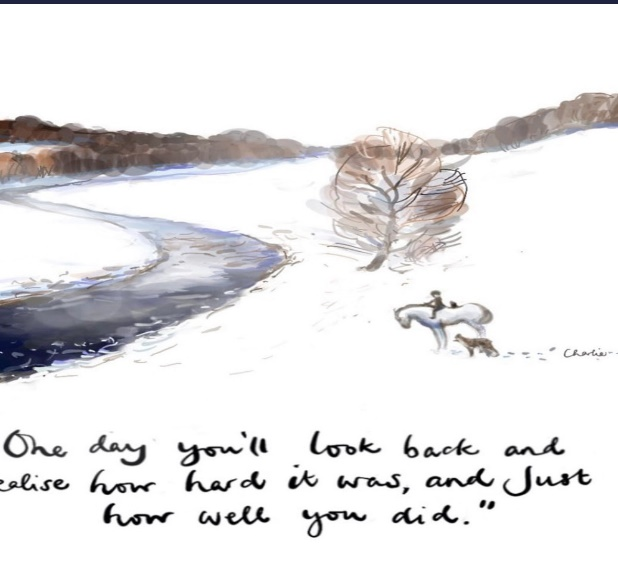 Charlie
One day you'll look back and
ealise how hard it was, and Just
how well you did."